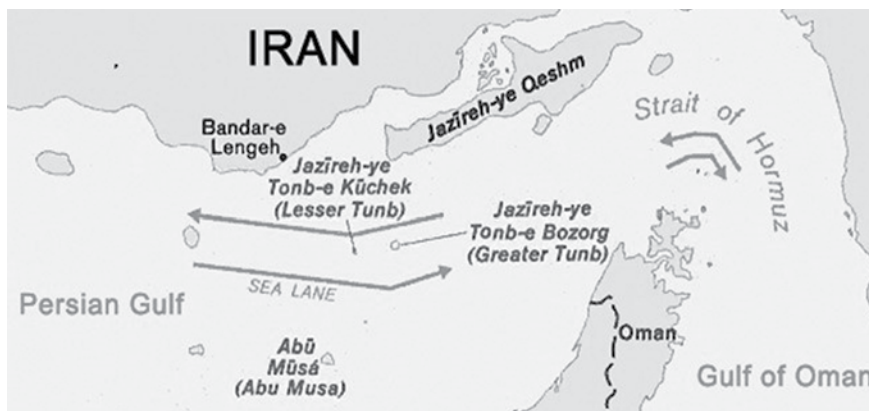 IRAN
Jazīreh-ye Qeshm
Strait of Hormuz
Bandar-e
Lengeh
Jazīreh-ye
Tonb-e Kūchek
(Lesser Tunb)
Jazīreh-ye
Tonb-e Bozorg
(Greater Tunb)
SEA LANE
Persian Gulf
Oman
Abū
Mūsá
(Abu Musa)
Gulf of Oman